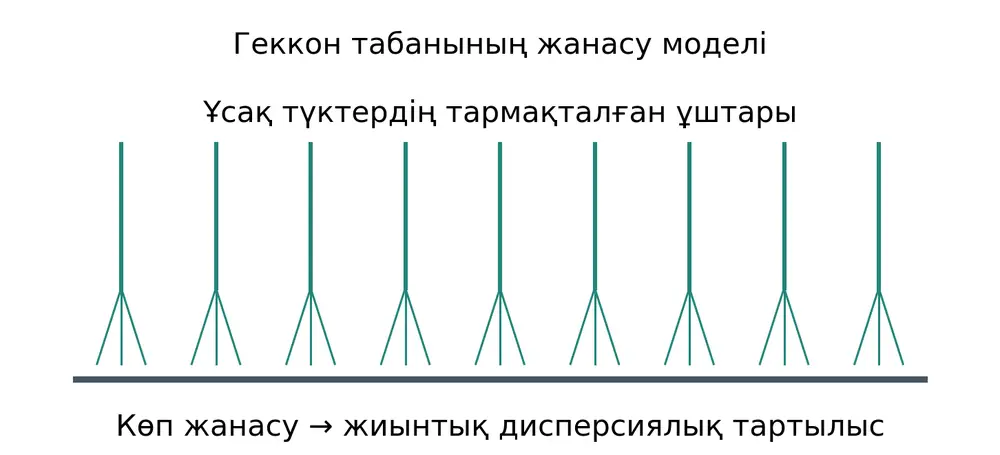 Геккон табанының жанасу моделі
Ұсақ түктердің тармақталған ұштары
Көп жанасу → жиынтық дисперсиялық тартылыс